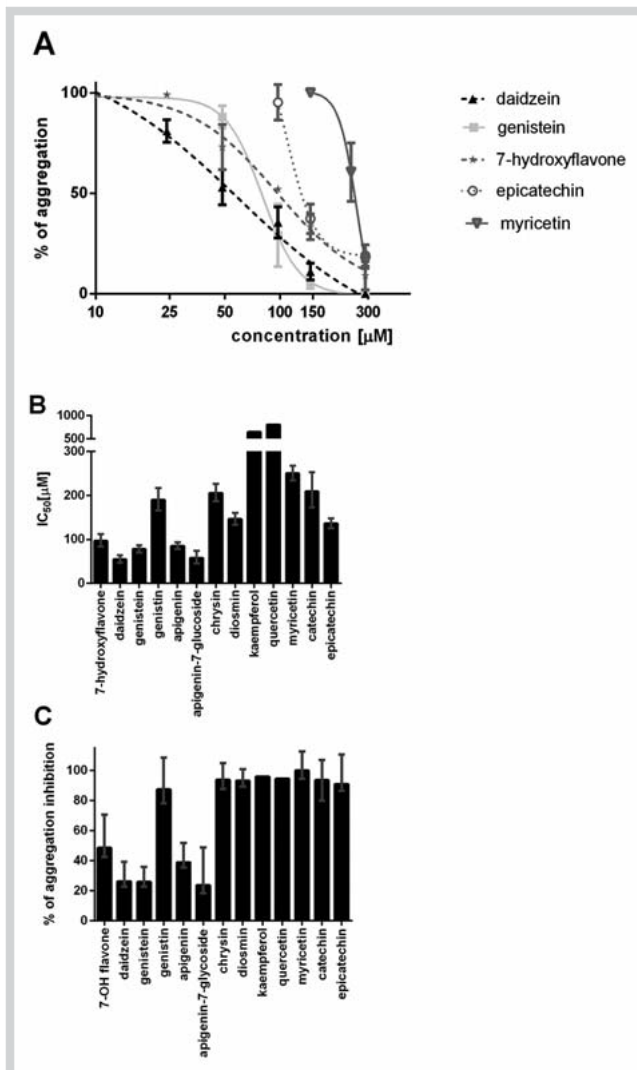 A
100
50
0
% of aggregation
10 25 50 100 150 300
concentration [µM]
daidzein
genistein
7-hydroxyflavone
epicatechin
myricetin
B
1000
500
300
200
100
0
IC50[µM]
7-hydroxyflavone
daidzein
genistein
genistin
apigenin
apigenin-7-glucoside
chrysin
diosmin
kaempferol
quercetin
myricetin
catechin
epicatechin
C
100
80
60
40
20
0
% of aggregation inhibition
7-OH flavone
daidzein
genistein
genistin
apigenin
apigenin-7-glycoside
chrysin
diosmin
kaempferol
quercetin
myricetin
catechin
epicatechin